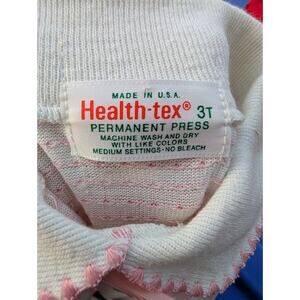 MADE IN U.S.A.
Health-tex® 3T
PERMANENT PRESS
MACHINE WASH AND DRY
WITH LIKE COLORS
MEDIUM SETTINGS-NO BLEACH